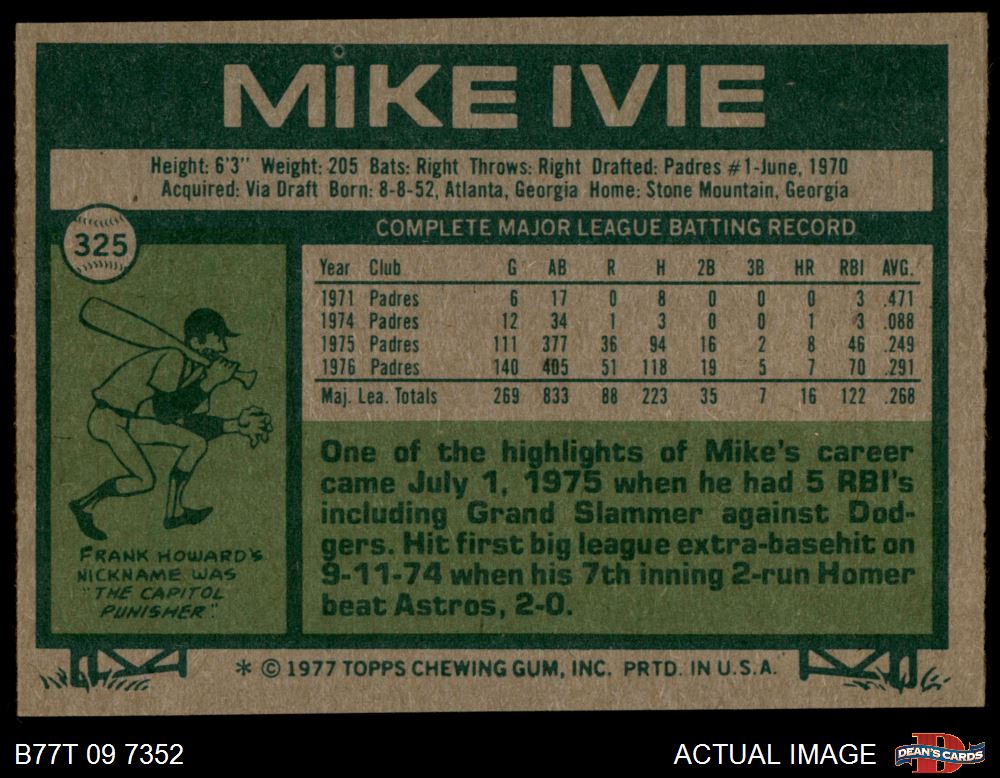 MIKE IVIE
Height: 6'3" Weight: 205 Bats: Right Throws: Right Drafted: Padres #1-June, 1970
Acquired: Via Draft Born: 8-8-52, Atlanta, Georgia Home: Stone Mountain, Georgia
325
COMPLETE MAJOR LEAGUE BATTING RECORD
Year Club G AB R H 2B 3B HR RBI AVG.
1971 Padres 6 17 0 8 0 0 0 3 .471
1974 Padres 12 34 1 3 0 0 1 3 .088
1975 Padres 111 377 36 94 16 2 8 46 .249
1976 Padres 140 405 51 118 19 5 7 70 .291
Maj. Lea. Totals 269 833 88 223 35 7 16 122 .268
One of the highlights of Mike's career
came July 1, 1975 when he had 5 RBI's
including Grand Slammer against Dod-
gers. Hit first big league extra-basehit on
9-11-74 when his 7th inning 2-run Homer
beat Astros, 2-0.
FRANK HOWARD'S
NICKNAME WAS
"THE CAPITOL
PUNISHER".
* © 1977 TOPPS CHEWING GUM, INC. PRTD. IN U.S.A.
B77T 09 7352
ACTUAL IMAGE
DEAN'S CARDS